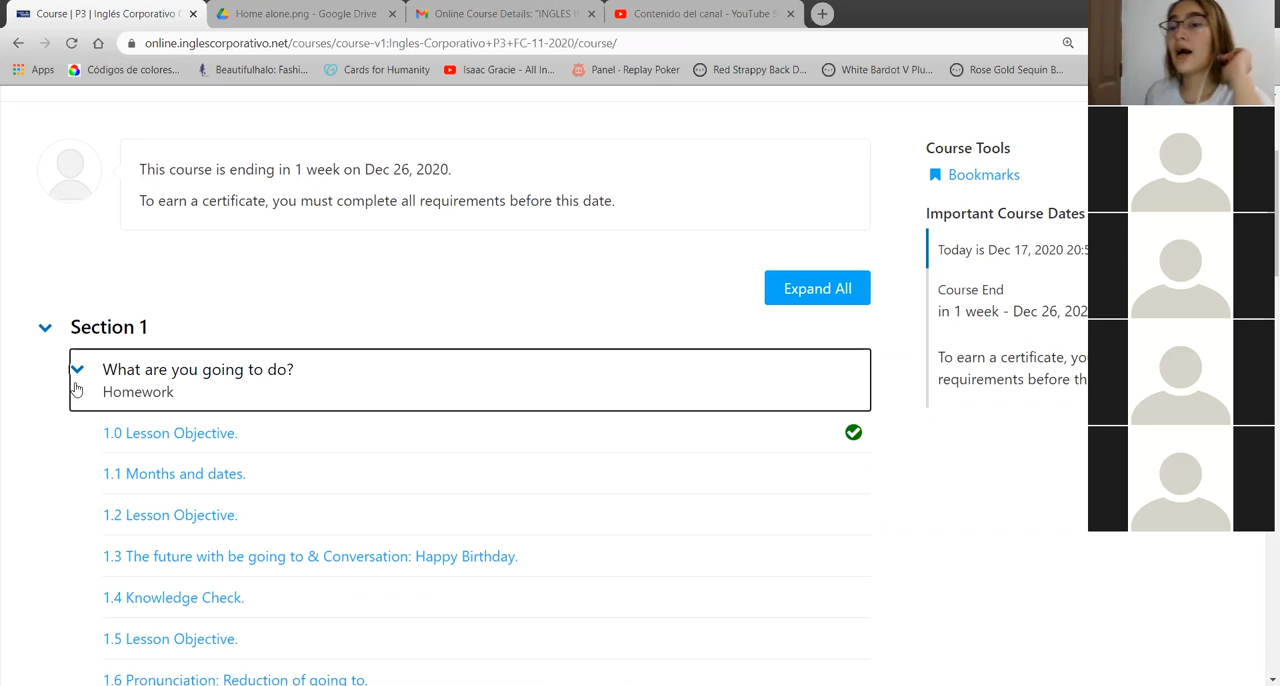 Course | P3 | Inglés Corporativo
Home alone.png - Google Drive
Online Course Details: "INGLES I
Contenido del canal - YouTube S
online.inglescorporativo.net/courses/course-v1:Ingles-Corporativo+P3+FC-11-2020/course/
Apps
Códigos de colores...
Beautifulhalo: Fashi...
Cards for Humanity
Isaac Gracie - All In...
Panel · Replay Poker
Red Strappy Back D...
White Bardot V Plu...
Rose Gold Sequin B...
This course is ending in 1 week on Dec 26, 2020.
To earn a certificate, you must complete all requirements before this date.
Course Tools
Bookmarks
Important Course Dates
Today is Dec 17, 2020 20:5
Course End
in 1 week - Dec 26, 202
To earn a certificate, yo
requirements before th
Expand All
Section 1
What are you going to do?
Homework
1.0 Lesson Objective.
1.1 Months and dates.
1.2 Lesson Objective.
1.3 The future with be going to & Conversation: Happy Birthday.
1.4 Knowledge Check.
1.5 Lesson Objective.
1.6 Pronunciation: Reduction of going to.